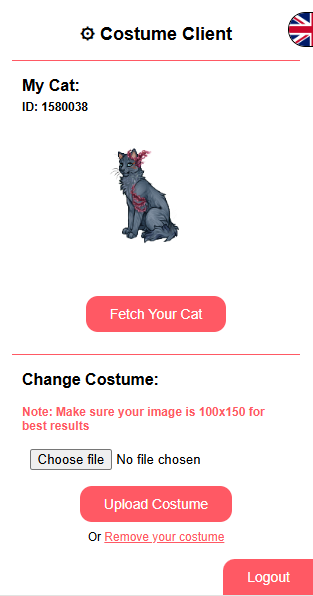 ⚙ Costume Client
My Cat:
ID: 1580038
Fetch Your Cat
Change Costume:
Note: Make sure your image is 100x150 for
best results
Choose file No file chosen
Upload Costume
Or Remove your costume
Logout